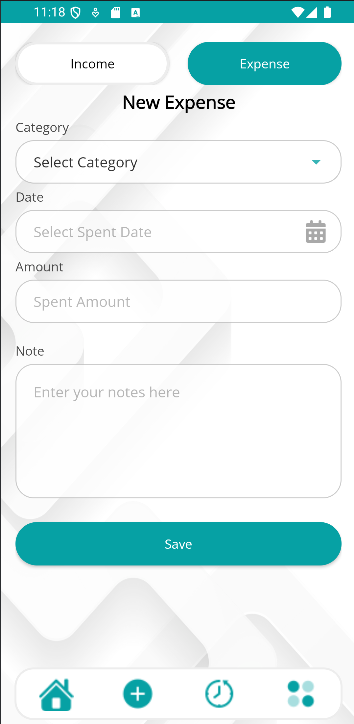 11:18
Income
Expense
New Expense
Category
Select Category
Date
Select Spent Date
Amount
Spent Amount
Note
Enter your notes here
Save